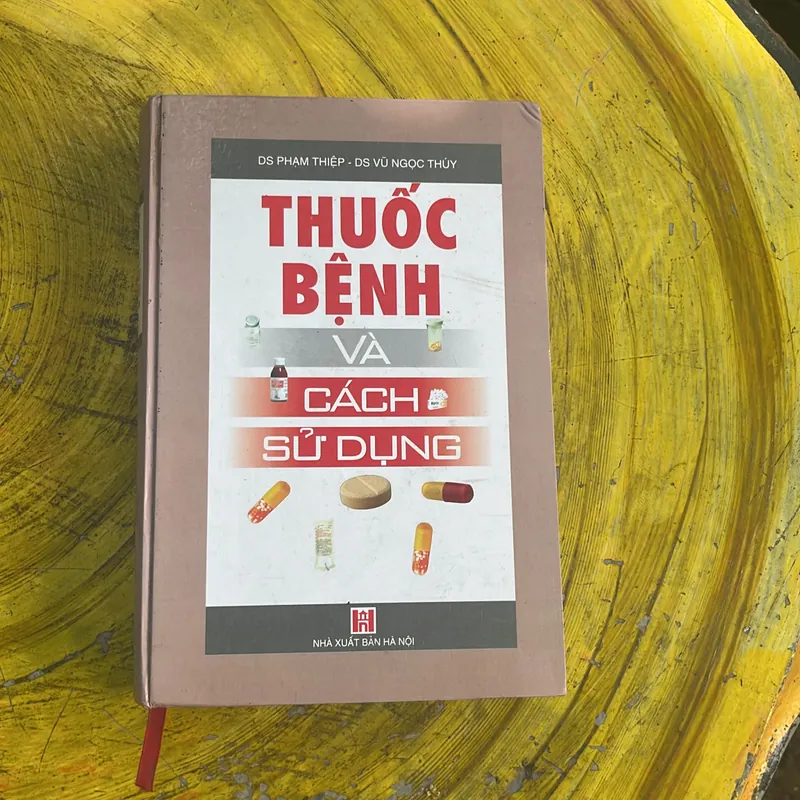 DS PHẠM THIỆP - DS VŨ NGỌC THÚY
THUỐC
BỆNH
VÀ
CÁCH
SỬ DỤNG
NHÀ XUẤT BẢN HÀ NỘI